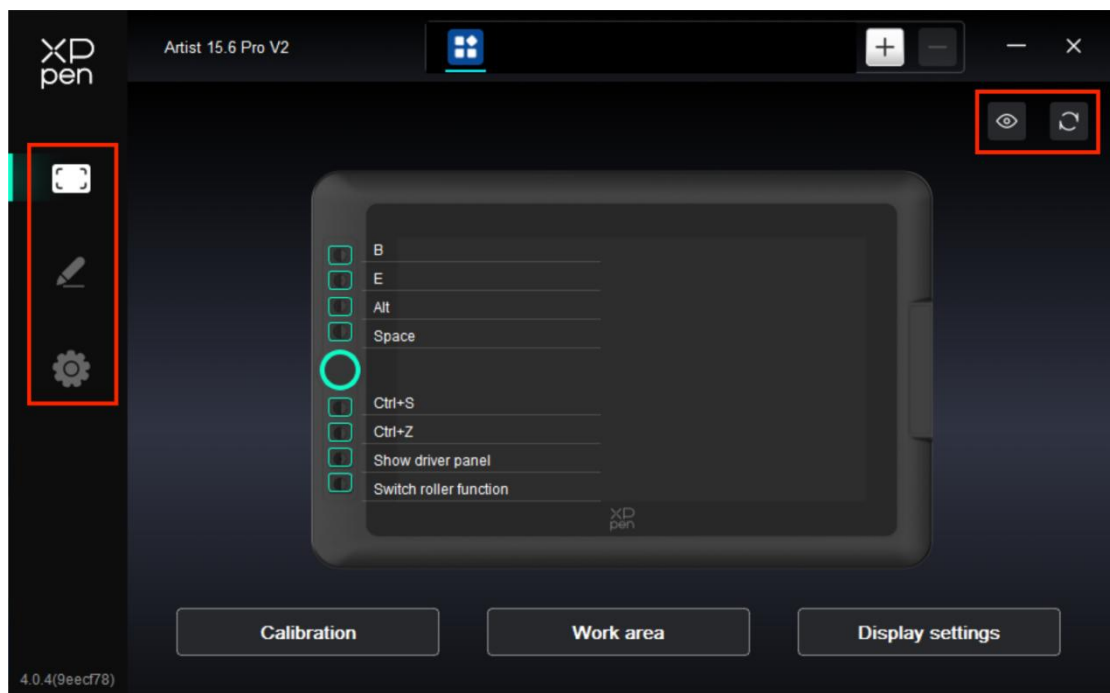 XP
pen
Artist 15.6 Pro V2
B
E
Alt
Space
Ctrl+S
Ctrl+Z
Show driver panel
Switch roller function
XP
pen
Calibration
Work area
Display settings
4.0.4(9eecf78)